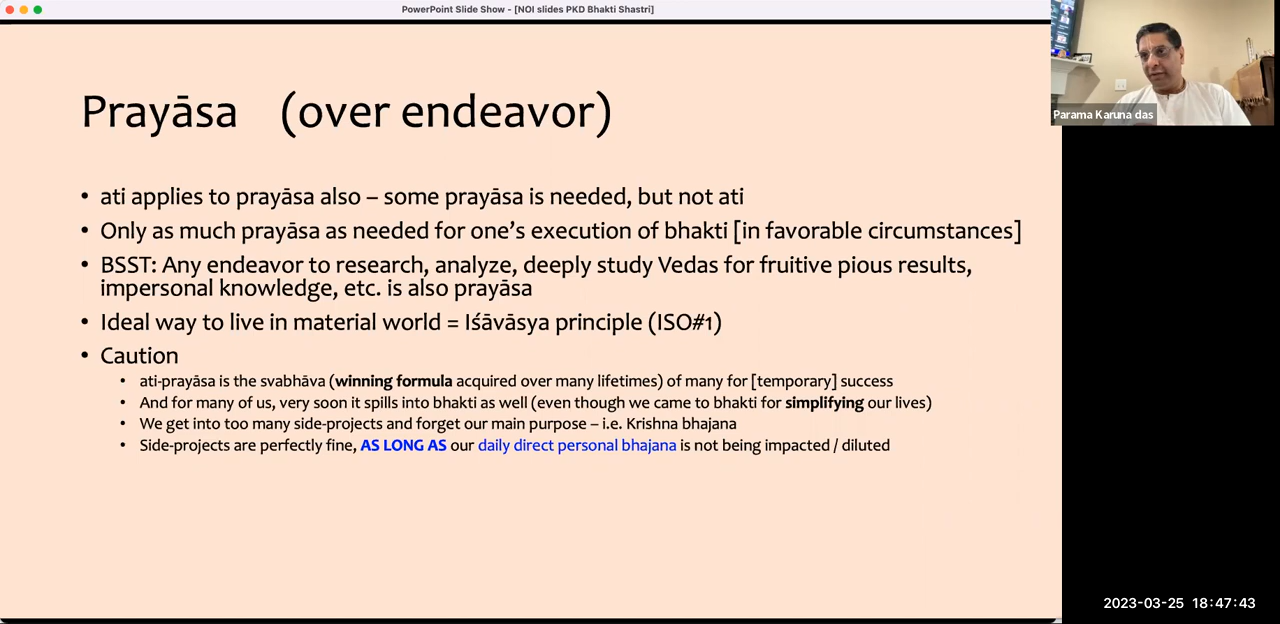 PowerPoint Slide Show - [NOI slides PKD Bhakti Shastri]
Prayāsa (over endeavor)
• ati applies to prayāsa also – some prayāsa is needed, but not ati
• Only as much prayāsa as needed for one’s execution of bhakti [in favorable circumstances]
• BSST: Any endeavor to research, analyze, deeply study Vedas for fruitive pious results,
impersonal knowledge, etc. is also prayāsa
• Ideal way to live in material world = Iśāvāsya principle (ISO#1)
• Caution
• ati-prayāsa is the svabhāva (winning formula acquired over many lifetimes) of many for [temporary] success
• And for many of us, very soon it spills into bhakti as well (even though we came to bhakti for simplifying our lives)
• We get into too many side-projects and forget our main purpose – i.e. Krishna bhajana
• Side-projects are perfectly fine, AS LONG AS our daily direct personal bhajana is not being impacted / diluted
Parama Karuna das
2023-03-25 18:47:43